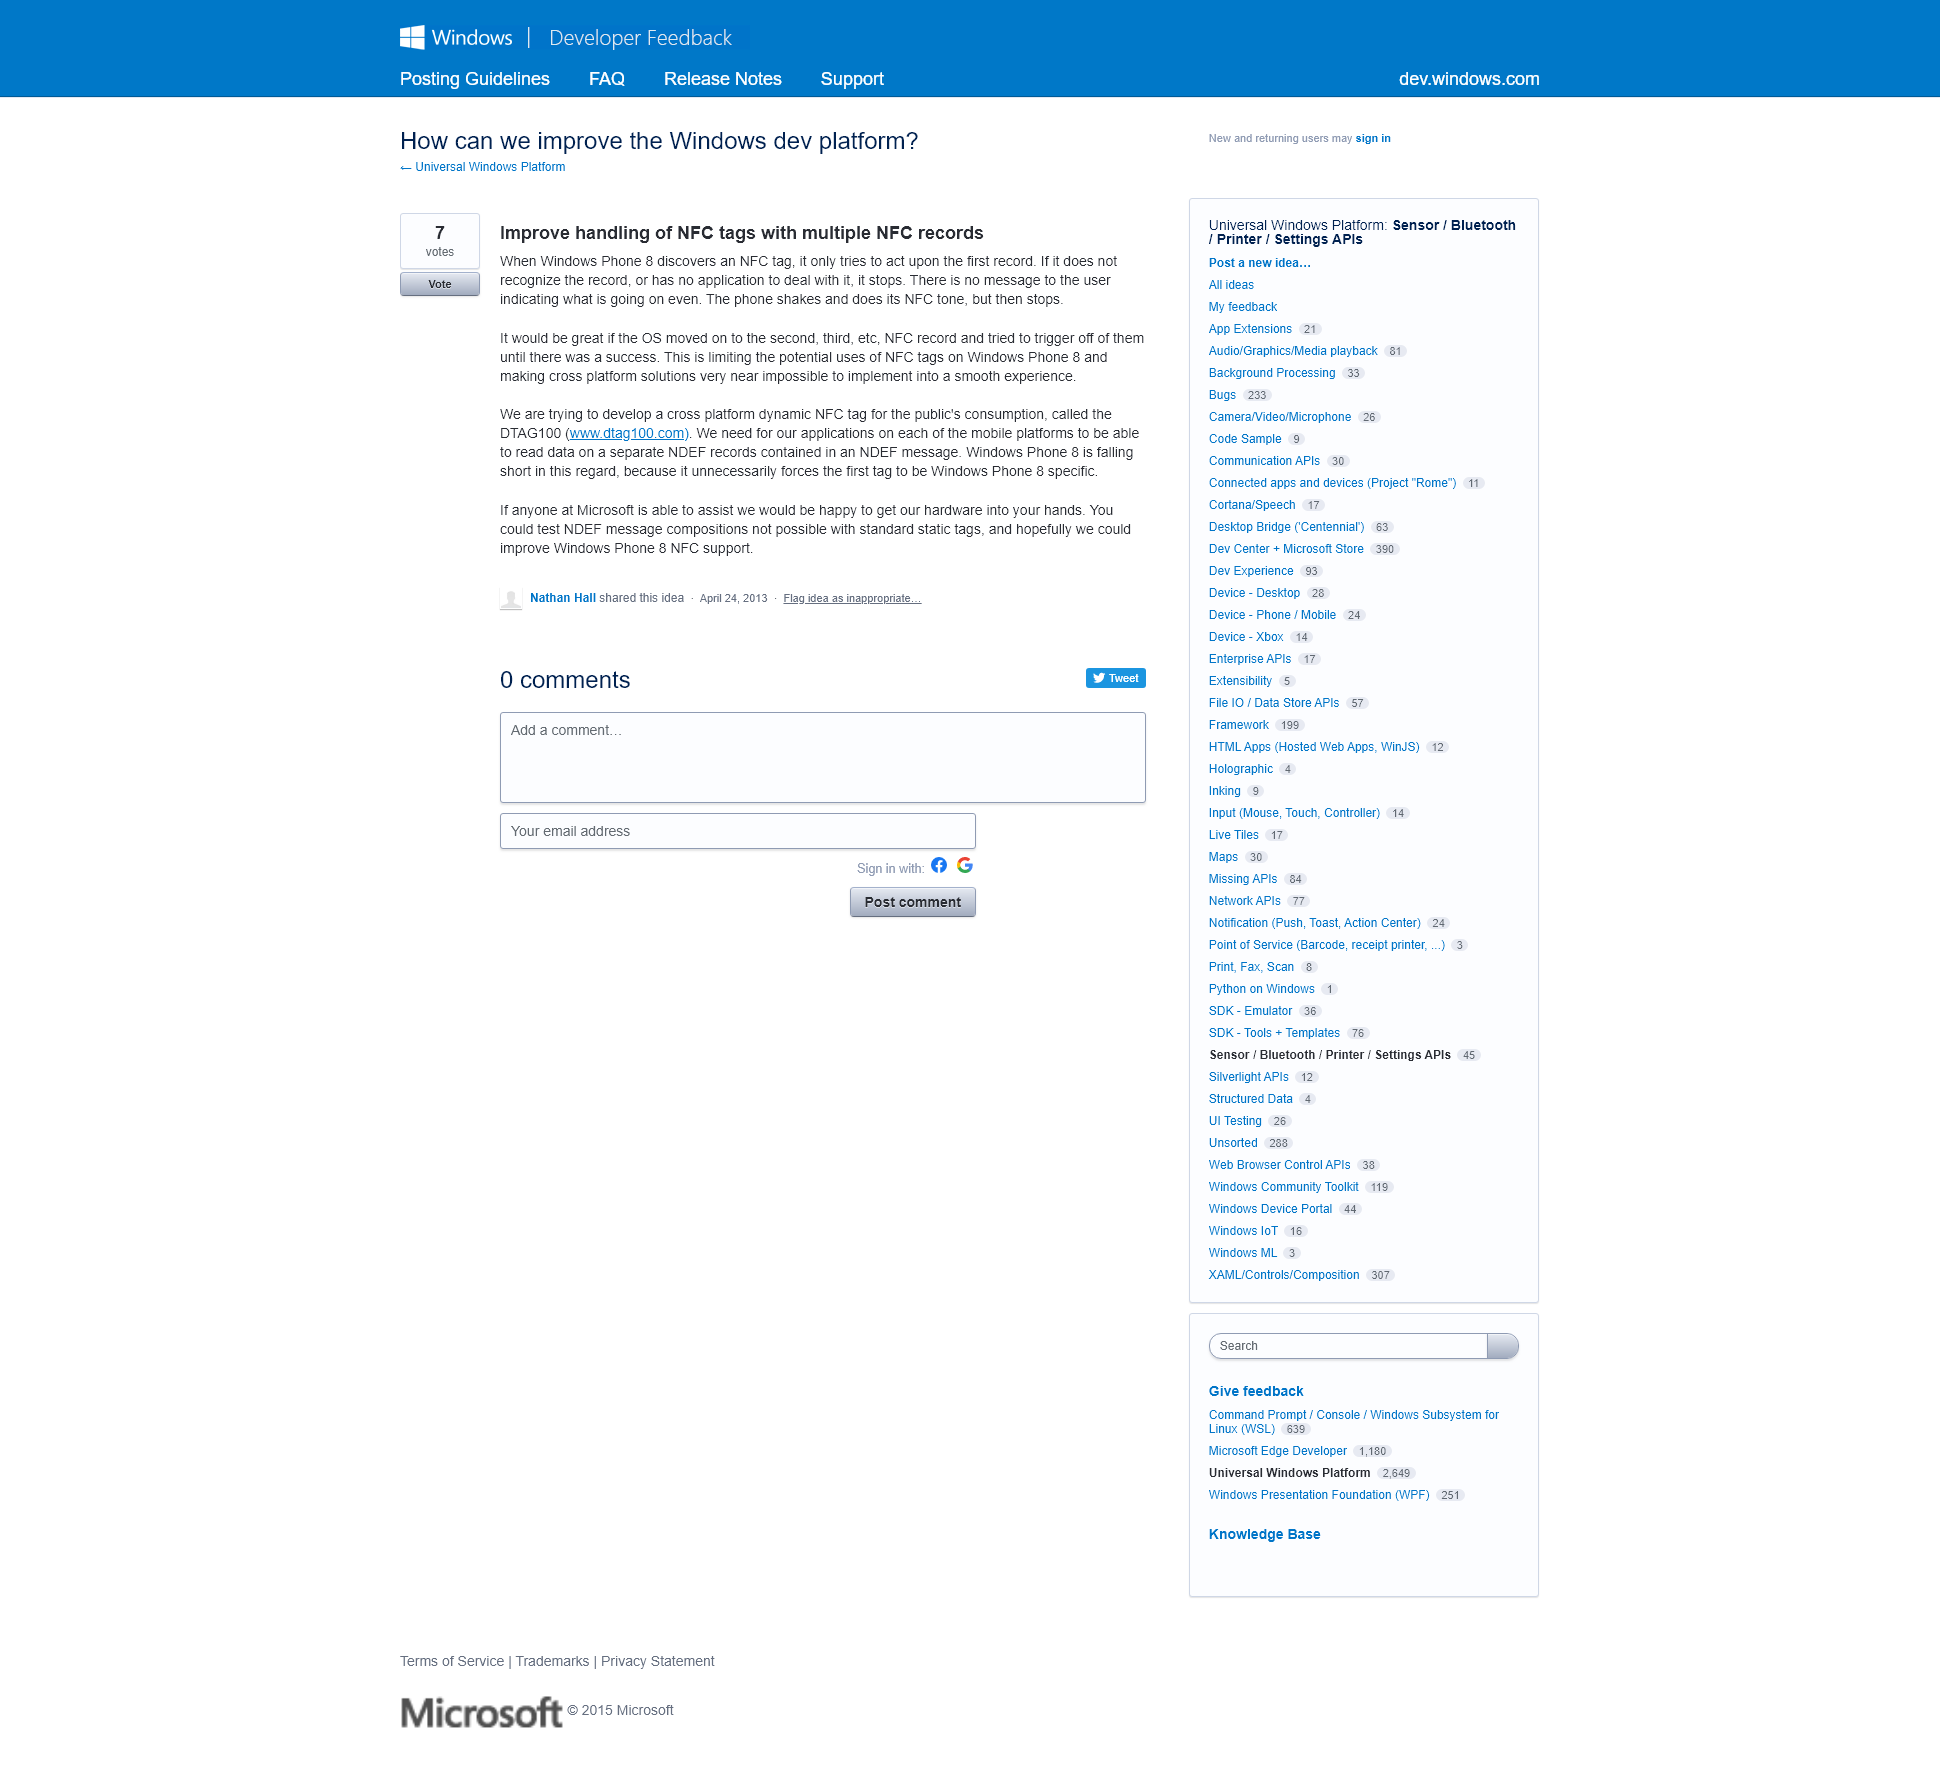 Windows | Developer Feedback
Posting Guidelines FAQ Release Notes Support dev.windows.com
How can we improve the Windows dev platform?
← Universal Windows Platform
New and returning users may sign in
7
votes
Vote
Improve handling of NFC tags with multiple NFC records
When Windows Phone 8 discovers an NFC tag, it only tries to act upon the first record. If it does not
recognize the record, or has no application to deal with it, it stops. There is no message to the user
indicating what is going on even. The phone shakes and does its NFC tone, but then stops.
It would be great if the OS moved on to the second, third, etc, NFC record and tried to trigger off of them
until there was a success. This is limiting the potential uses of NFC tags on Windows Phone 8 and
making cross platform solutions very near impossible to implement into a smooth experience.
We are trying to develop a cross platform dynamic NFC tag for the public's consumption, called the
DTAG100 (www.dtag100.com). We need for our applications on each of the mobile platforms to be able
to read data on a separate NDEF records contained in an NDEF message. Windows Phone 8 is falling
short in this regard, because it unnecessarily forces the first tag to be Windows Phone 8 specific.
If anyone at Microsoft is able to assist we would be happy to get our hardware into your hands. You
could test NDEF message compositions not possible with standard static tags, and hopefully we could
improve Windows Phone 8 NFC support.
Nathan Hall shared this idea · April 24, 2013 · Flag idea as inappropriate…
0 comments
Tweet
Add a comment…
Your email address
Sign in with:
Post comment
Universal Windows Platform: Sensor / Bluetooth
/ Printer / Settings APIs
Post a new idea…
All ideas
My feedback
App Extensions 21
Audio/Graphics/Media playback 81
Background Processing 33
Bugs 233
Camera/Video/Microphone 26
Code Sample 9
Communication APIs 30
Connected apps and devices (Project "Rome") 11
Cortana/Speech 17
Desktop Bridge ('Centennial') 63
Dev Center + Microsoft Store 390
Dev Experience 93
Device - Desktop 28
Device - Phone / Mobile 24
Device - Xbox 14
Enterprise APIs 17
Extensibility 5
File IO / Data Store APIs 57
Framework 199
HTML Apps (Hosted Web Apps, WinJS) 12
Holographic 4
Inking 9
Input (Mouse, Touch, Controller) 14
Live Tiles 17
Maps 30
Missing APIs 84
Network APIs 77
Notification (Push, Toast, Action Center) 24
Point of Service (Barcode, receipt printer, ...) 3
Print, Fax, Scan 8
Python on Windows 1
SDK - Emulator 36
SDK - Tools + Templates 76
Sensor / Bluetooth / Printer / Settings APIs 45
Silverlight APIs 12
Structured Data 4
UI Testing 26
Unsorted 288
Web Browser Control APIs 38
Windows Community Toolkit 119
Windows Device Portal 44
Windows IoT 16
Windows ML 3
XAML/Controls/Composition 307
Search
Give feedback
Command Prompt / Console / Windows Subsystem for
Linux (WSL) 639
Microsoft Edge Developer 1,180
Universal Windows Platform 2,649
Windows Presentation Foundation (WPF) 251
Knowledge Base
Terms of Service | Trademarks | Privacy Statement
Microsoft © 2015 Microsoft